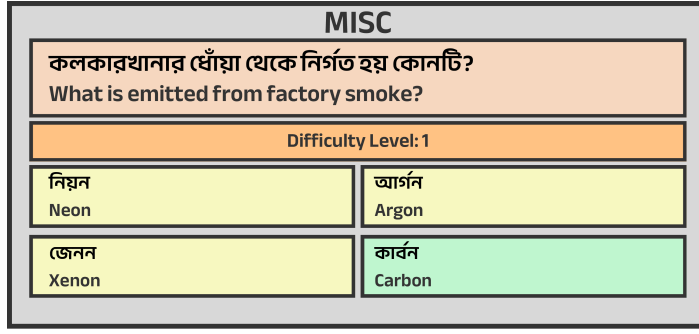 MISC
কলকারখানার ধোঁয়া থেকে নির্গত হয় কোনটি?
What is emitted from factory smoke?
Difficulty Level: 1
নিয়ন
Neon
আর্গন
Argon
জেনন
Xenon
কার্বন
Carbon